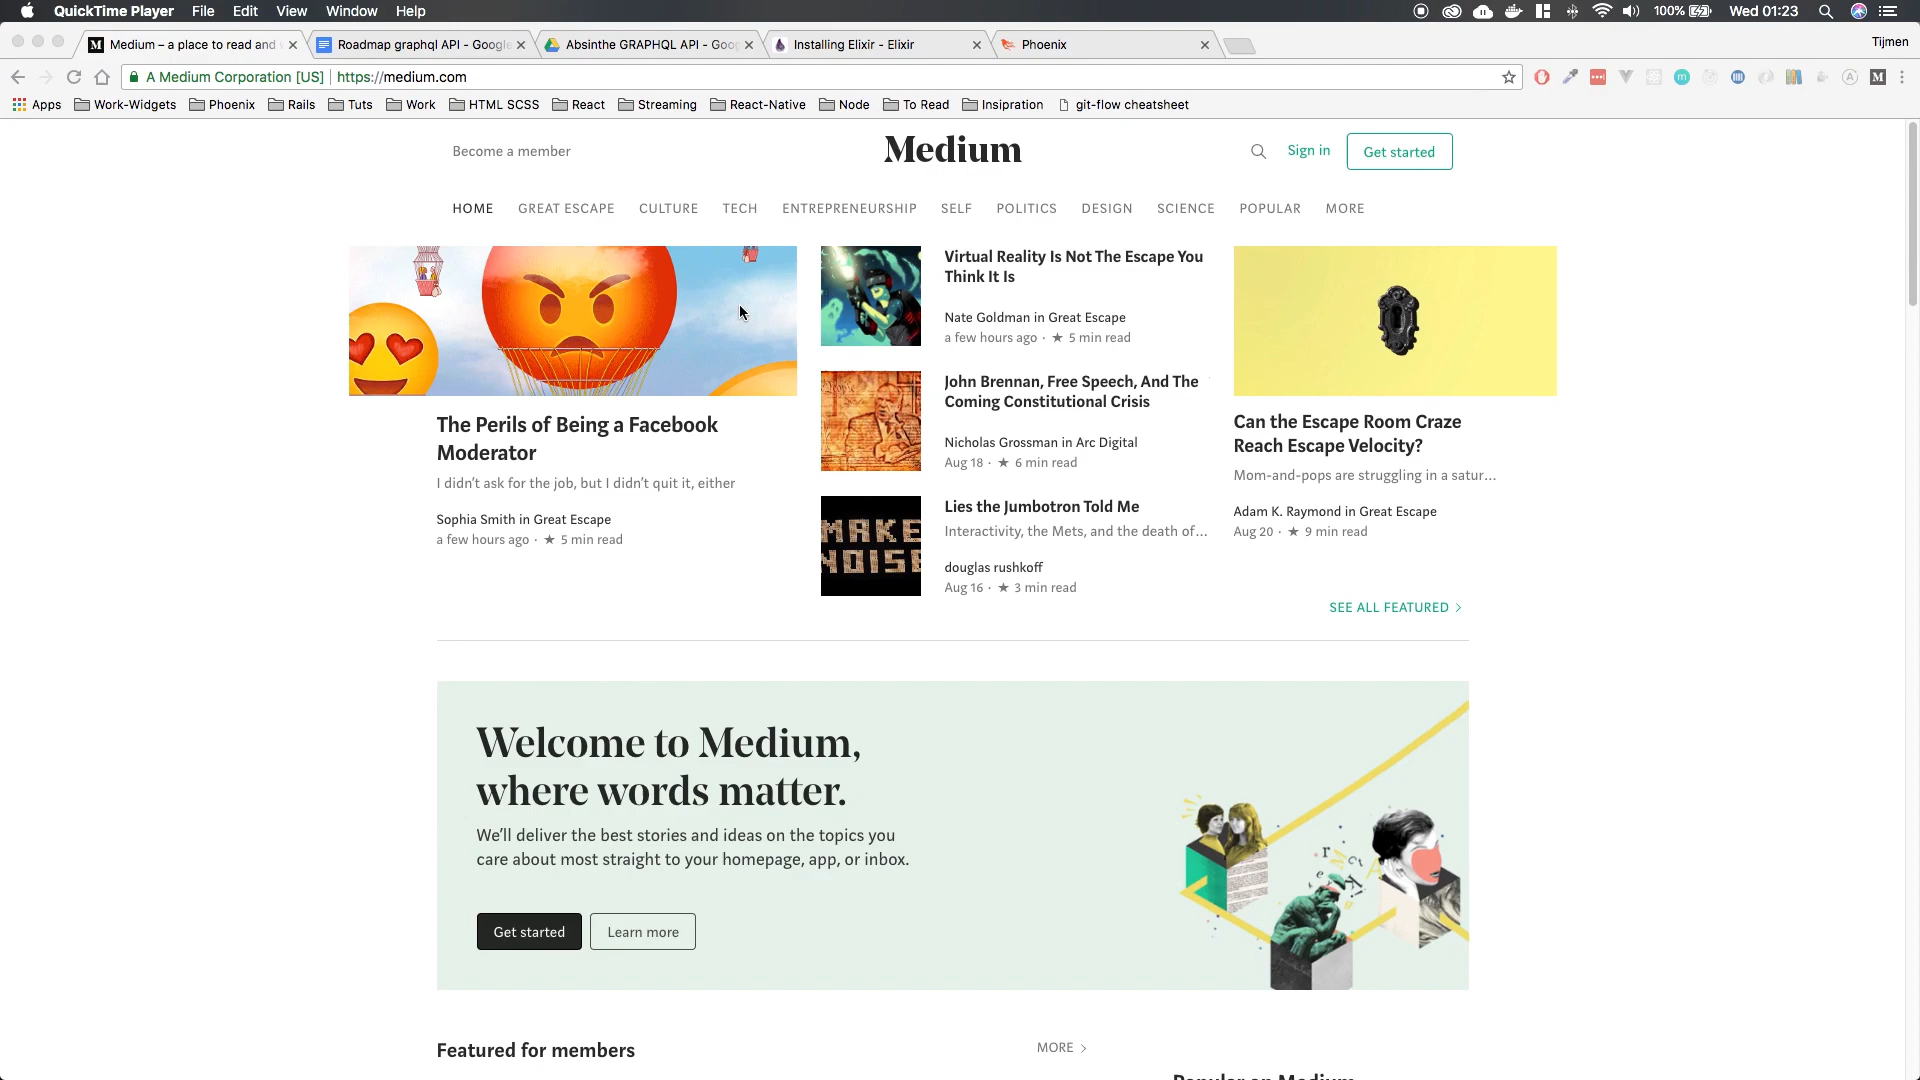 QuickTime Player File Edit View Window Help 100% Wed 01:23
Medium – a place to read and Roadmap graphql API - Google Absinthe GRAPHQL API - Goo Installing Elixir - Elixir Phoenix Tijmen
A Medium Corporation [US] https://medium.com
Apps Work-Widgets Phoenix Rails Tuts Work HTML SCSS React Streaming React-Native Node To Read Insipration git-flow cheatsheet
Become a member Medium Sign in Get started
HOME GREAT ESCAPE CULTURE TECH ENTREPRENEURSHIP SELF POLITICS DESIGN SCIENCE POPULAR MORE
The Perils of Being a Facebook
Moderator
I didn’t ask for the job, but I didn’t quit it, either
Sophia Smith in Great Escape
a few hours ago · ★ 5 min read
Virtual Reality Is Not The Escape You
Think It Is
Nate Goldman in Great Escape
a few hours ago · ★ 5 min read
John Brennan, Free Speech, And The
Coming Constitutional Crisis
Nicholas Grossman in Arc Digital
Aug 18 · ★ 6 min read
MAKE
NOISE
Lies the Jumbotron Told Me
Interactivity, the Mets, and the death of…
douglas rushkoff
Aug 16 · ★ 3 min read
Can the Escape Room Craze
Reach Escape Velocity?
Mom-and-pops are struggling in a satur…
Adam K. Raymond in Great Escape
Aug 20 · ★ 9 min read
SEE ALL FEATURED
Welcome to Medium,
where words matter.
We’ll deliver the best stories and ideas on the topics you
care about most straight to your homepage, app, or inbox.
Get started Learn more
Featured for members MORE
Popular on Medium